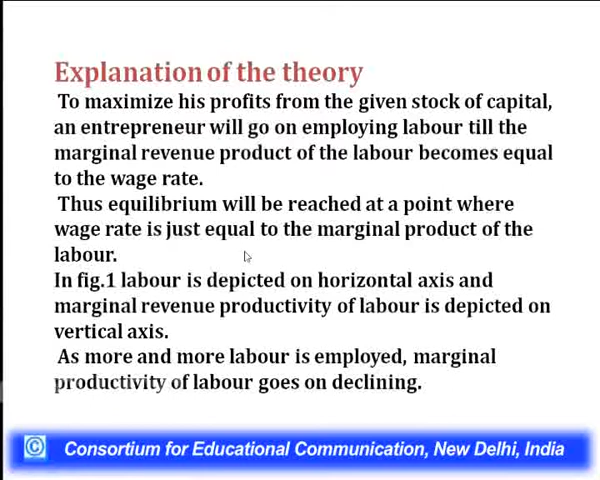 Explanation of the theory
To maximize his profits from the given stock of capital,
an entrepreneur will go on employing labour till the
marginal revenue product of the labour becomes equal
to the wage rate.
Thus equilibrium will be reached at a point where
wage rate is just equal to the marginal product of the
labour.
In fig.1 labour is depicted on horizontal axis and
marginal revenue productivity of labour is depicted on
vertical axis.
As more and more labour is employed, marginal
productivity of labour goes on declining.
© Consortium for Educational Communication, New Delhi, India